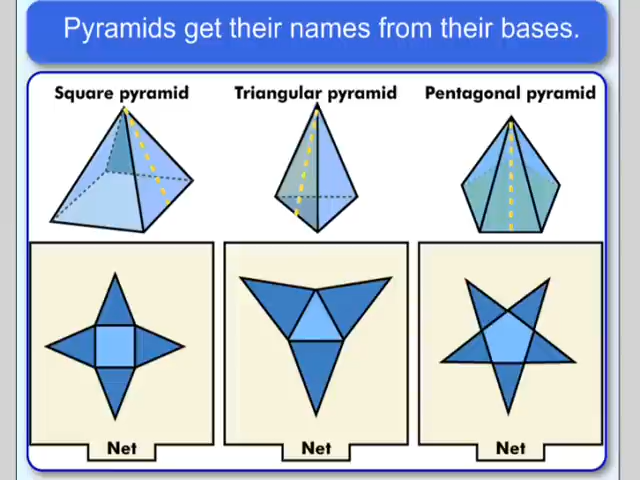 Pyramids get their names from their bases.
Square pyramid
Triangular pyramid
Pentagonal pyramid
Net
Net
Net